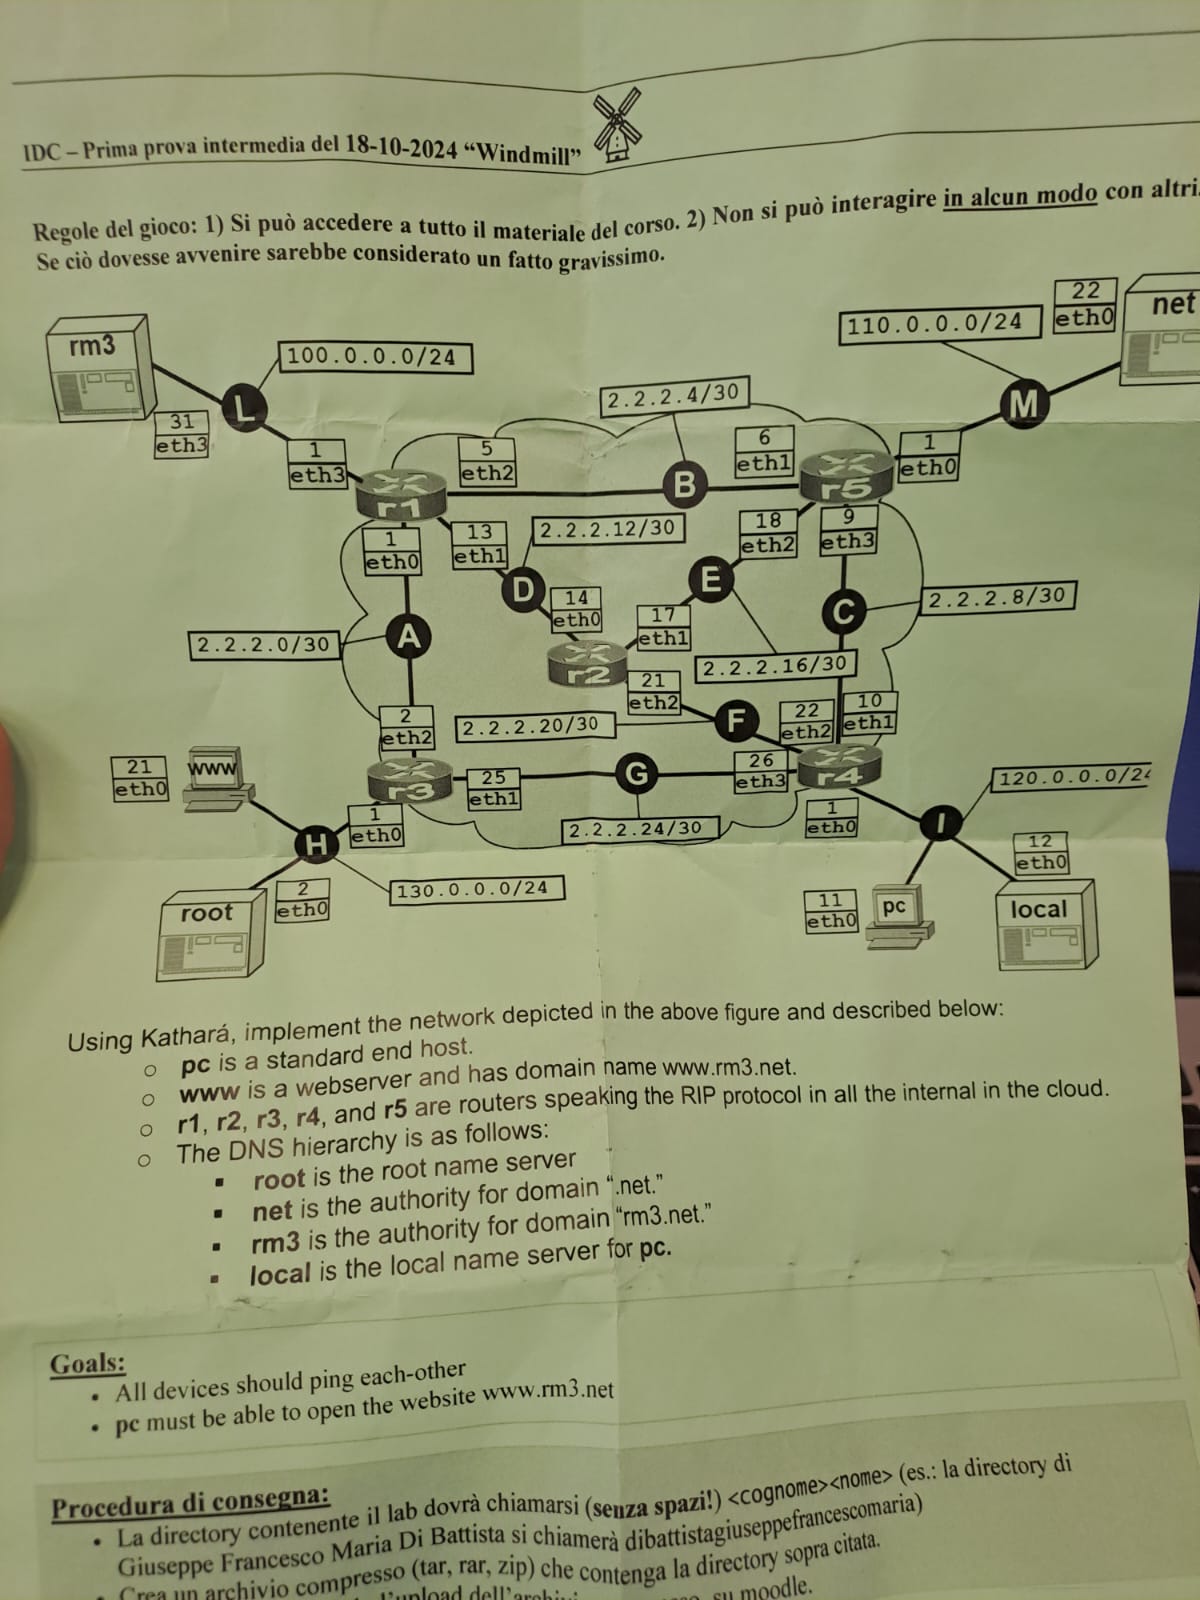 IDC – Prima prova intermedia del 18-10-2024 “Windmill”
Regole del gioco: 1) Si può accedere a tutto il materiale del corso. 2) Non si può interagire in alcun modo con altri.
Se ciò dovesse avvenire sarebbe considerato un fatto gravissimo.
22
eth0
net
110.0.0.0/24
rm3
100.0.0.0/24
L
M
31
eth3
2.2.2.4/30
1
eth3
5
eth2
6
eth1
1
eth0
B
r1
r5
13
eth1
2.2.2.12/30
18
eth2
9
eth3
1
eth0
D
E
C
14
eth0
2.2.2.8/30
17
eth1
2.2.2.0/30
A
r2
2.2.2.16/30
21
eth2
2
eth2
2.2.2.20/30
F
22
eth2
10
eth1
21
eth0
www
r3
25
eth1
G
26
eth3
r4
120.0.0.0/24
1
eth0
H
2.2.2.24/30
1
eth0
I
12
eth0
root
2
eth0
130.0.0.0/24
11
eth0
pc
local
Using Kathará, implement the network depicted in the above figure and described below:
○ pc is a standard end host.
○ www is a webserver and has domain name www.rm3.net.
○ r1, r2, r3, r4, and r5 are routers speaking the RIP protocol in all the internal in the cloud.
○ The DNS hierarchy is as follows:
▪ root is the root name server
▪ net is the authority for domain “.net.”
▪ rm3 is the authority for domain “rm3.net.”
▪ local is the local name server for pc.
Goals:
• All devices should ping each-other
• pc must be able to open the website www.rm3.net
Procedura di consegna:
• La directory contenente il lab dovrà chiamarsi (senza spazi!) <cognome><nome> (es.: la directory di
Giuseppe Francesco Maria Di Battista si chiamerà dibattistagiuseppefrancescomaria)
• Crea un archivio compresso (tar, rar, zip) che contenga la directory sopra citata.
l'upload dell'archi su moodle.